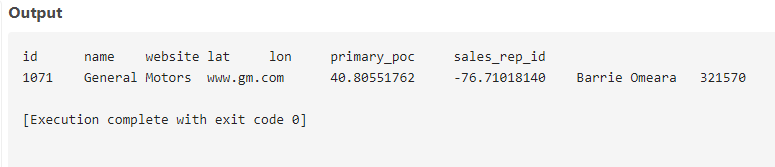 Output
id name website lat lon primary_poc sales_rep_id
1071 General Motors www.gm.com 40.80551762 -76.71018140 Barrie Omeara 321570
[Execution complete with exit code 0]